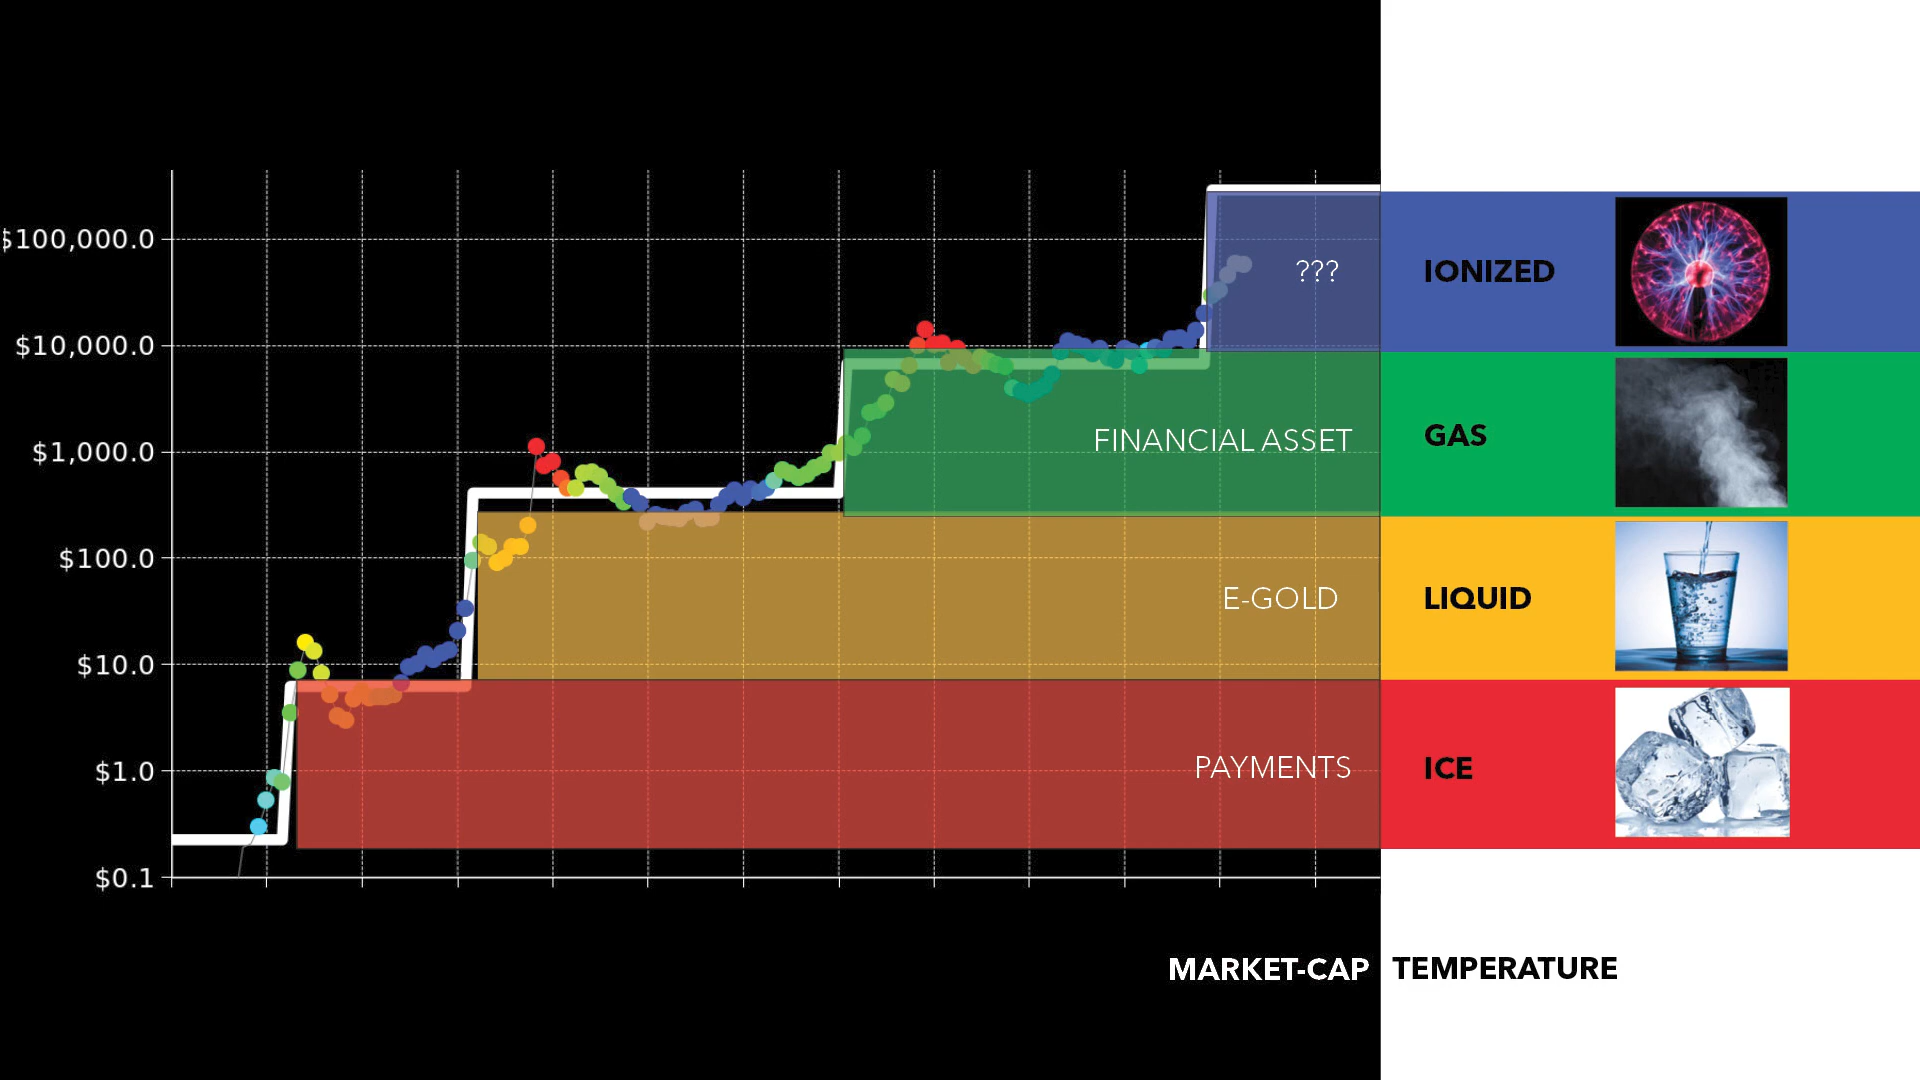 $100,000.0
$10,000.0
$1,000.0
$100.0
$10.0
$1.0
$0.1
??? IONIZED
FINANCIAL ASSET GAS
E-GOLD LIQUID
PAYMENTS ICE
MARKET-CAP TEMPERATURE